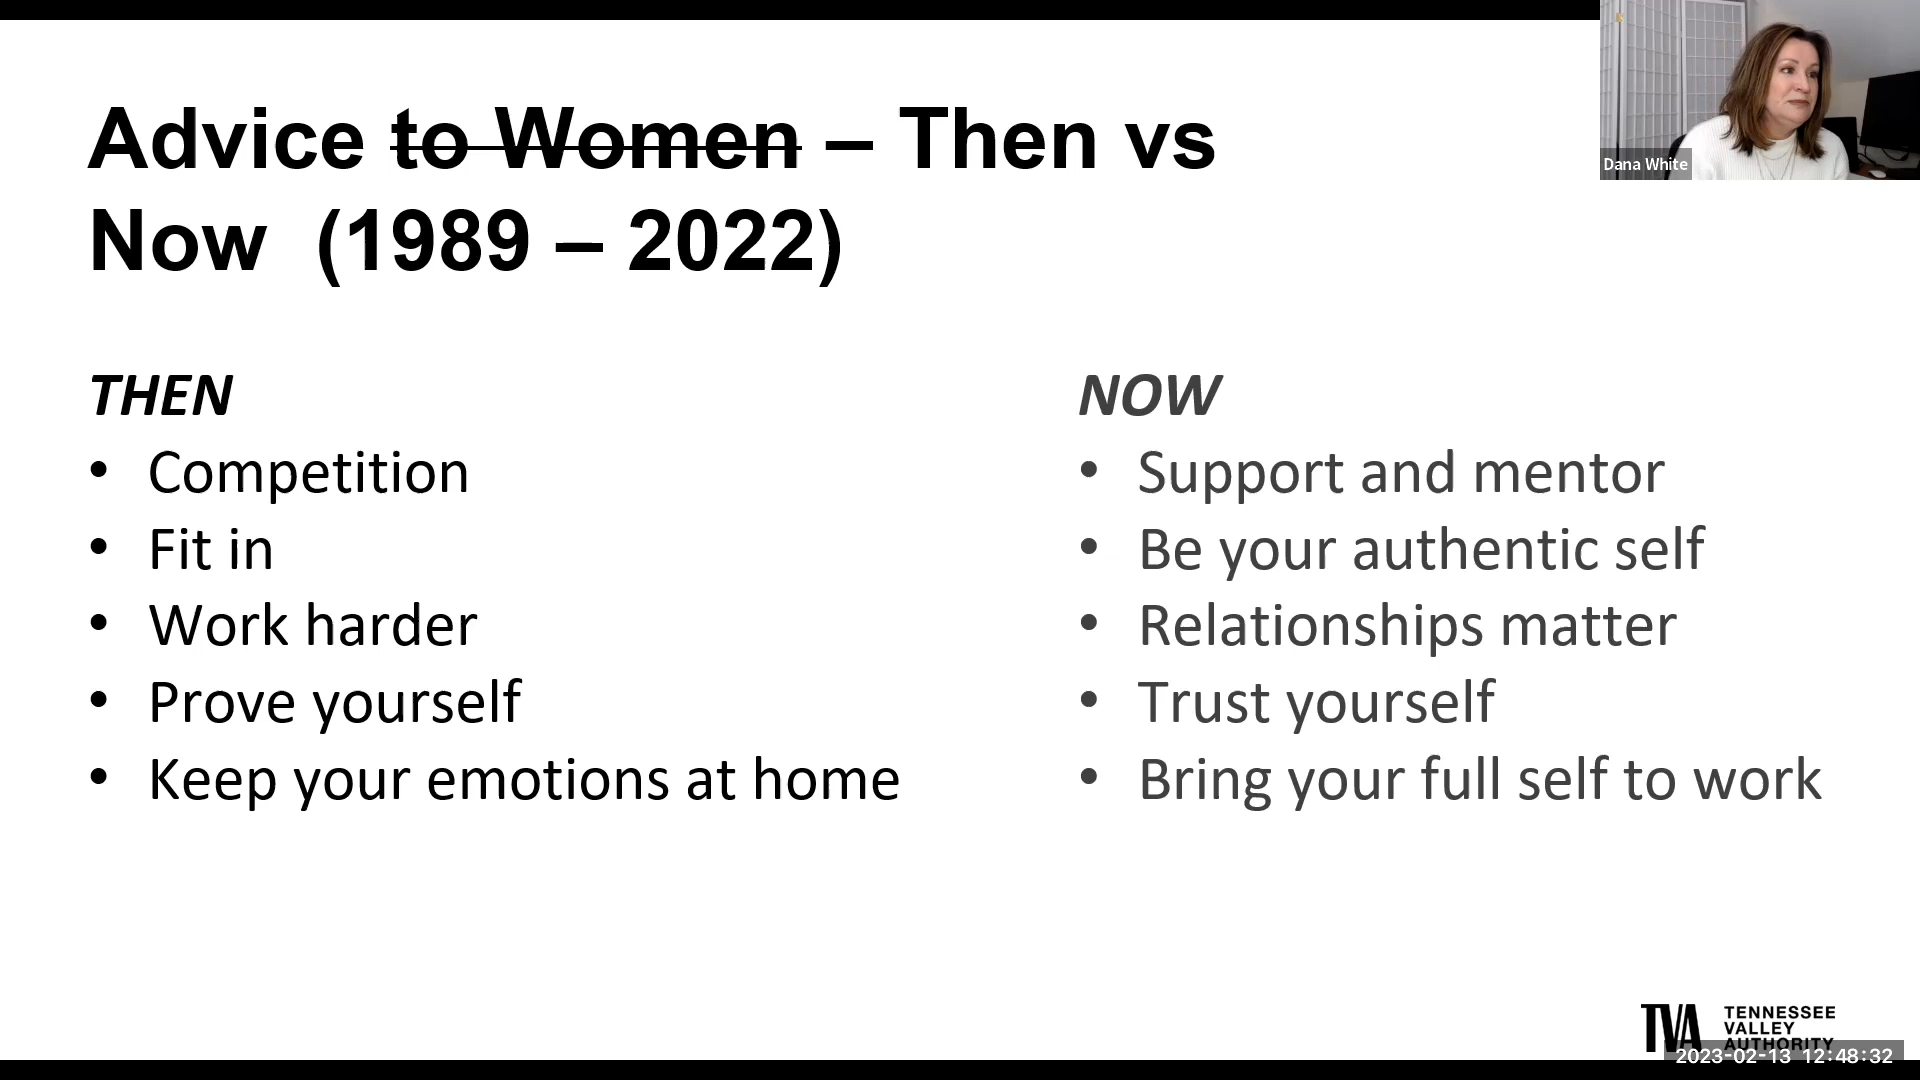 Advice to Women – Then vs
Now (1989 – 2022)
Dana White
THEN
• Competition
• Fit in
• Work harder
• Prove yourself
• Keep your emotions at home
NOW
• Support and mentor
• Be your authentic self
• Relationships matter
• Trust yourself
• Bring your full self to work
TVA
TENNESSEE
VALLEY
AUTHORITY
2023-02-13 12:48:32